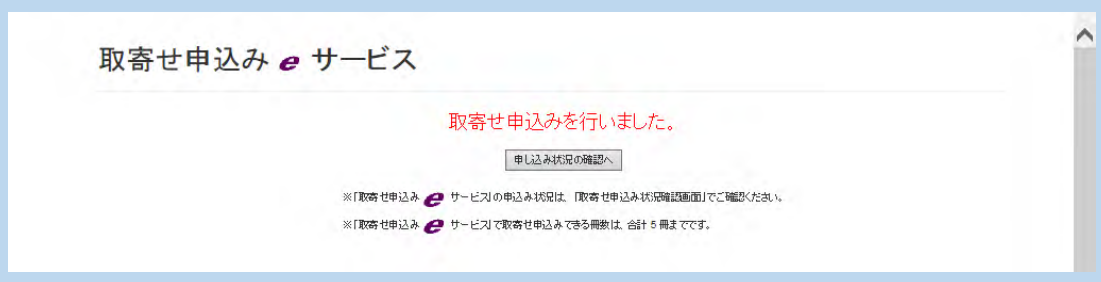 取寄せ申込み e サービス
取寄せ申込みを行いました。
申し込み状況の確認へ
※「取寄せ申込み e サービス」の申込み状況は、「取寄せ申込み状況確認画面」でご確認ください。
※「取寄せ申込み e サービス」で取寄せ申込みできる冊数は、合計５冊までです。